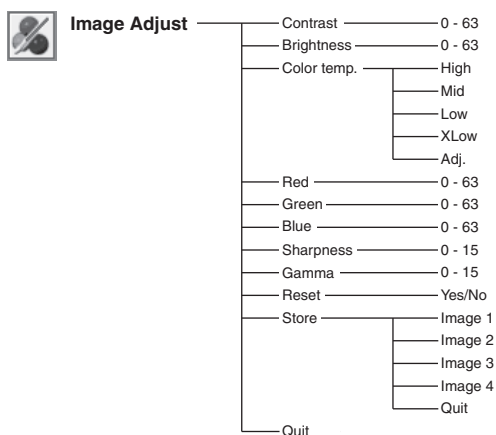 Image Adjust Contrast 0 - 63
Brightness 0 - 63
Color temp. High
Mid
Low
XLow
Adj.
Red 0 - 63
Green 0 - 63
Blue 0 - 63
Sharpness 0 - 15
Gamma 0 - 15
Reset Yes/No
Store Image 1
Image 2
Image 3
Image 4
Quit
Quit